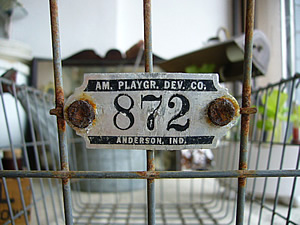 AM. PLAYGR. DEV. CO.
872
ANDERSON, IND.